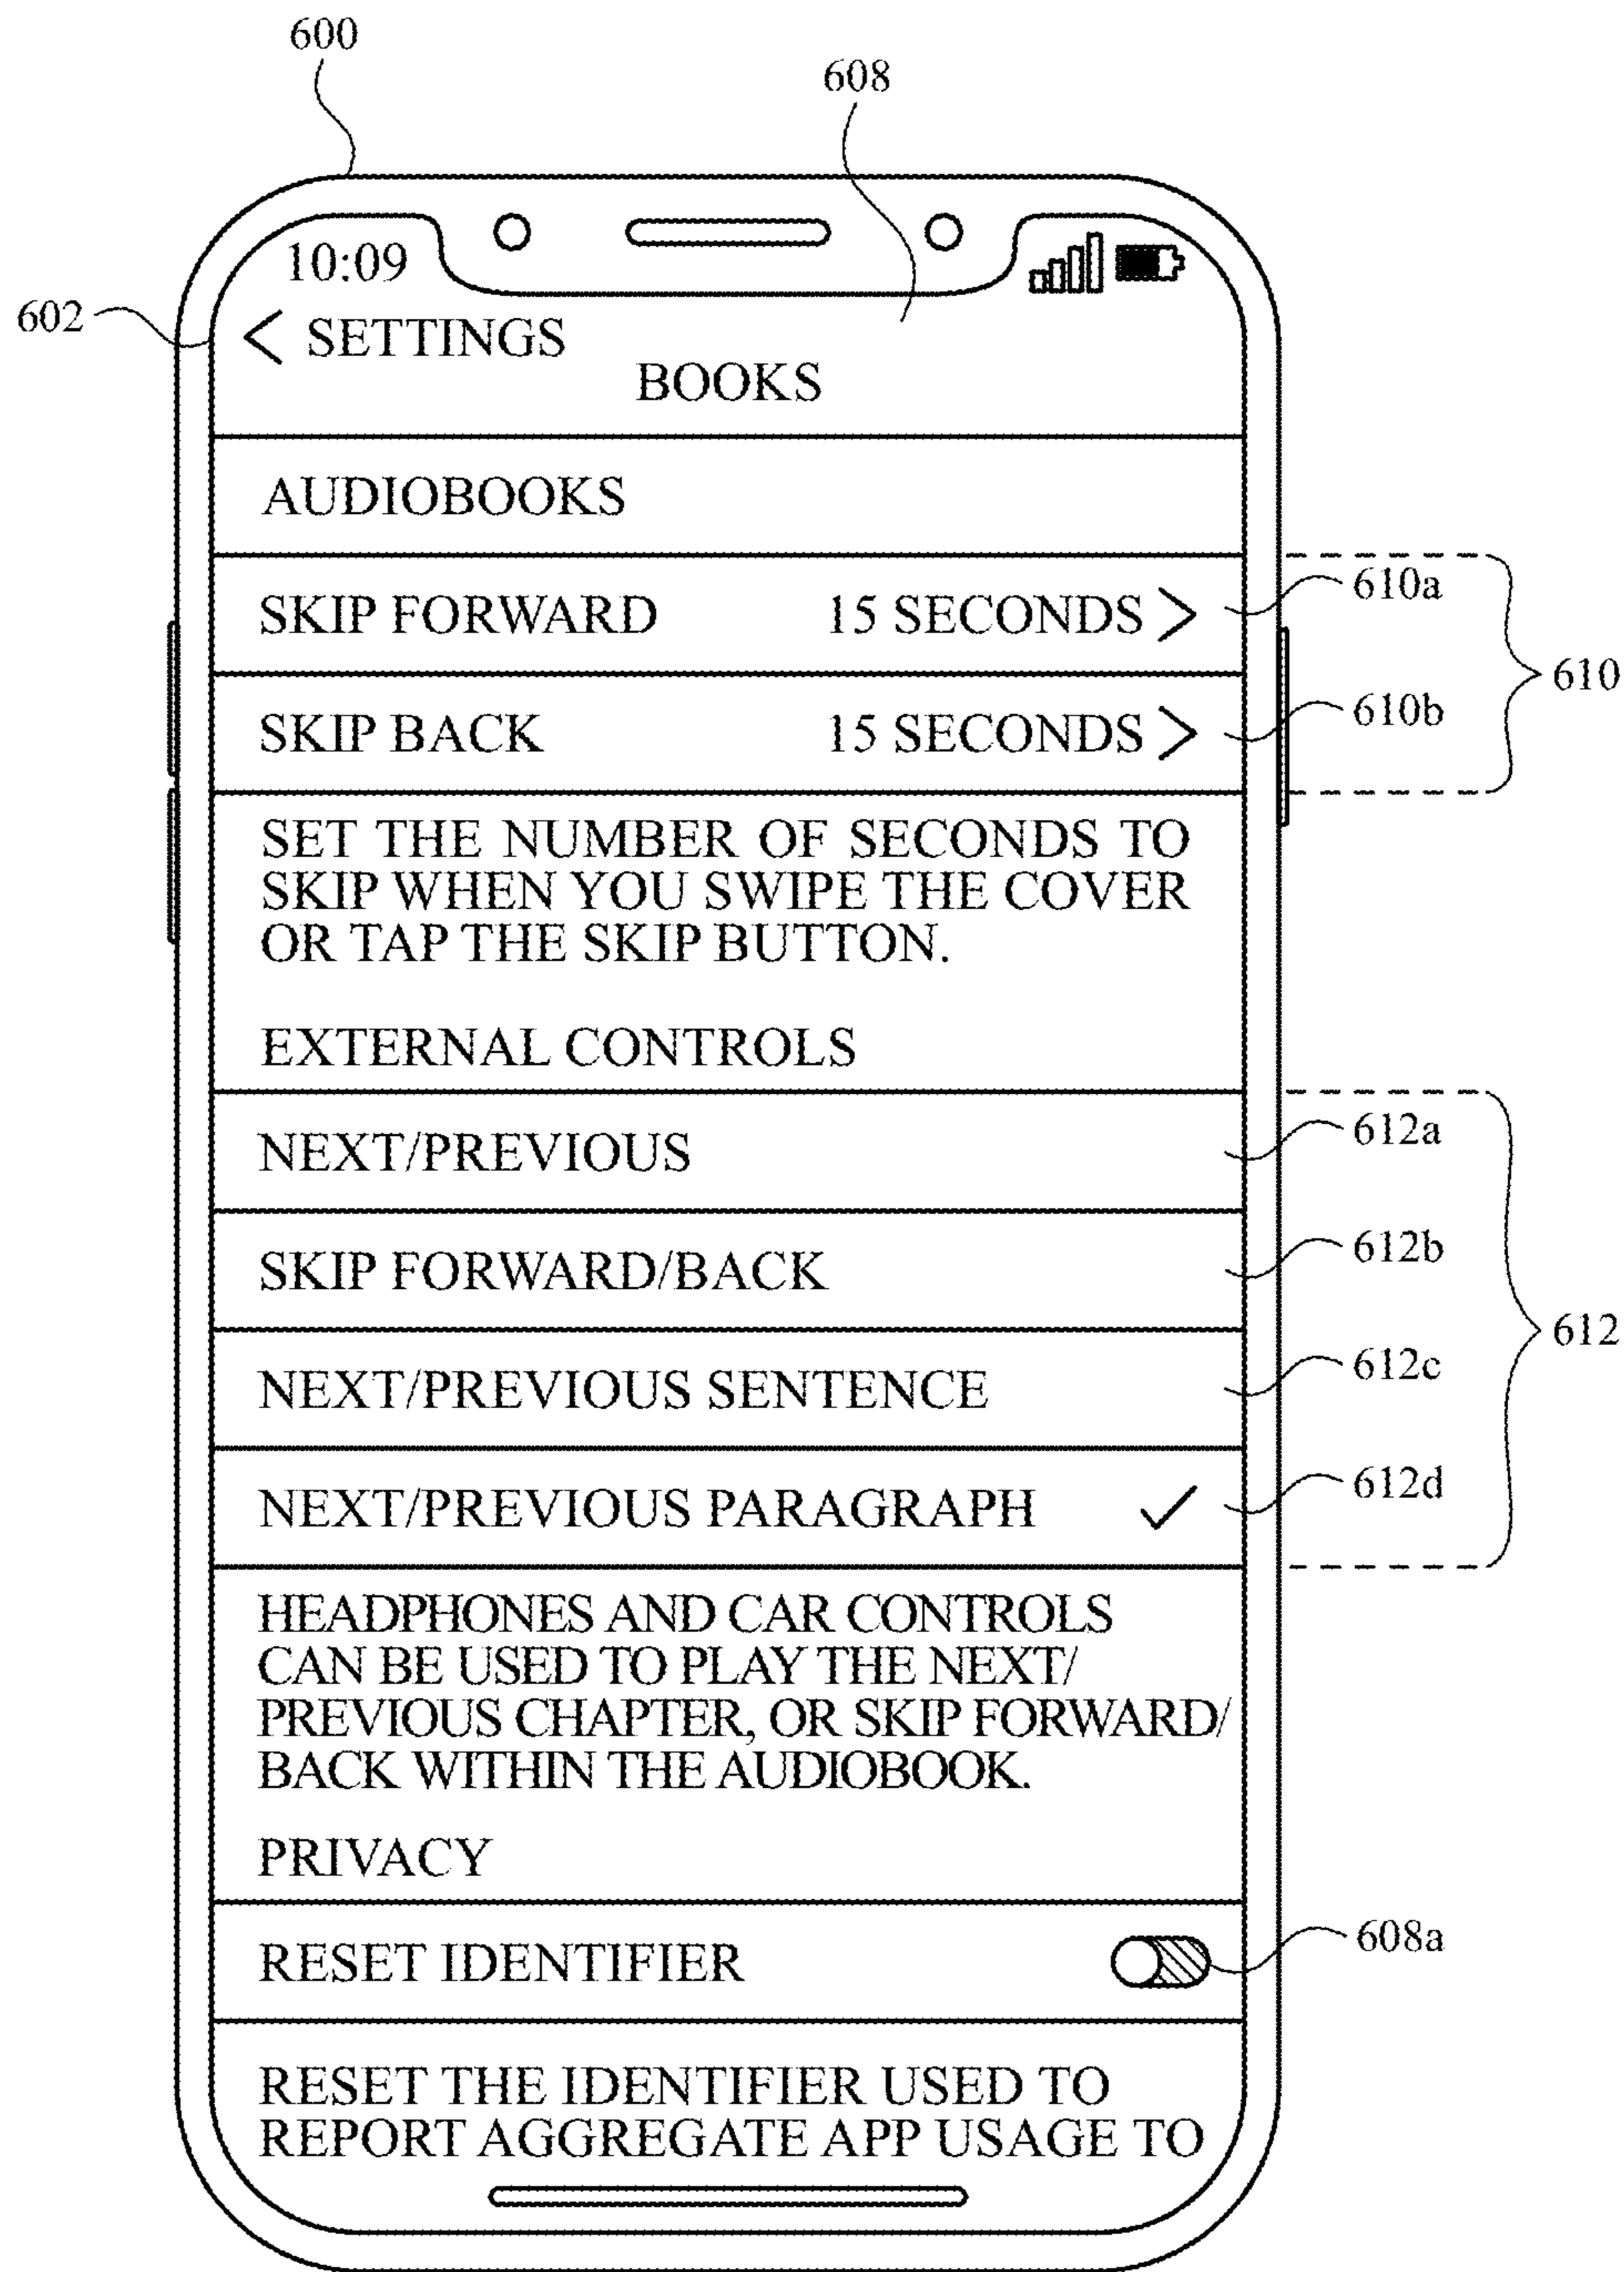 600
608
10:09
602
< SETTINGS
BOOKS
AUDIOBOOKS
SKIP FORWARD 15 SECONDS > 610a
610
SKIP BACK 15 SECONDS > 610b
SET THE NUMBER OF SECONDS TO
SKIP WHEN YOU SWIPE THE COVER
OR TAP THE SKIP BUTTON.
EXTERNAL CONTROLS
NEXT/PREVIOUS 612a
SKIP FORWARD/BACK 612b
612
NEXT/PREVIOUS SENTENCE 612c
NEXT/PREVIOUS PARAGRAPH ✓ 612d
HEADPHONES AND CAR CONTROLS
CAN BE USED TO PLAY THE NEXT/
PREVIOUS CHAPTER, OR SKIP FORWARD/
BACK WITHIN THE AUDIOBOOK.
PRIVACY
RESET IDENTIFIER 608a
RESET THE IDENTIFIER USED TO
REPORT AGGREGATE APP USAGE TO